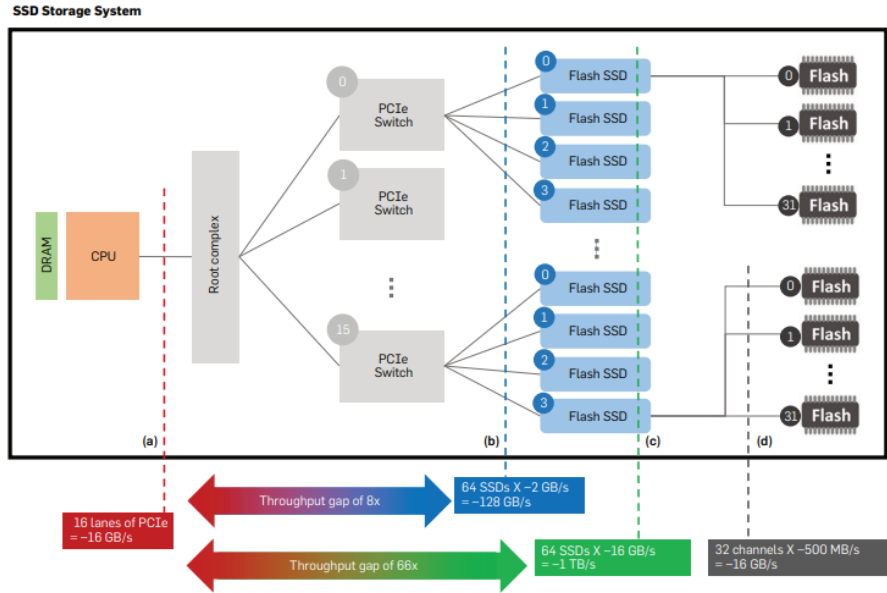 SSD Storage System
0
PCIe
Switch
1
PCIe
Switch
15
PCIe
Switch
DRAM
CPU
Root complex
0
Flash SSD
1
Flash SSD
2
Flash SSD
3
Flash SSD
0
Flash SSD
1
Flash SSD
2
Flash SSD
3
Flash SSD
0
Flash
1
Flash
31
Flash
0
Flash
1
Flash
31
Flash
(a)
(b)
(c)
(d)
Throughput gap of 8x
64 SSDs X ~2 GB/s
= ~128 GB/s
16 lanes of PCIe
= ~16 GB/s
Throughput gap of 66x
64 SSDs X ~16 GB/s
= ~1 TB/s
32 channels X ~500 MB/s
= ~16 GB/s